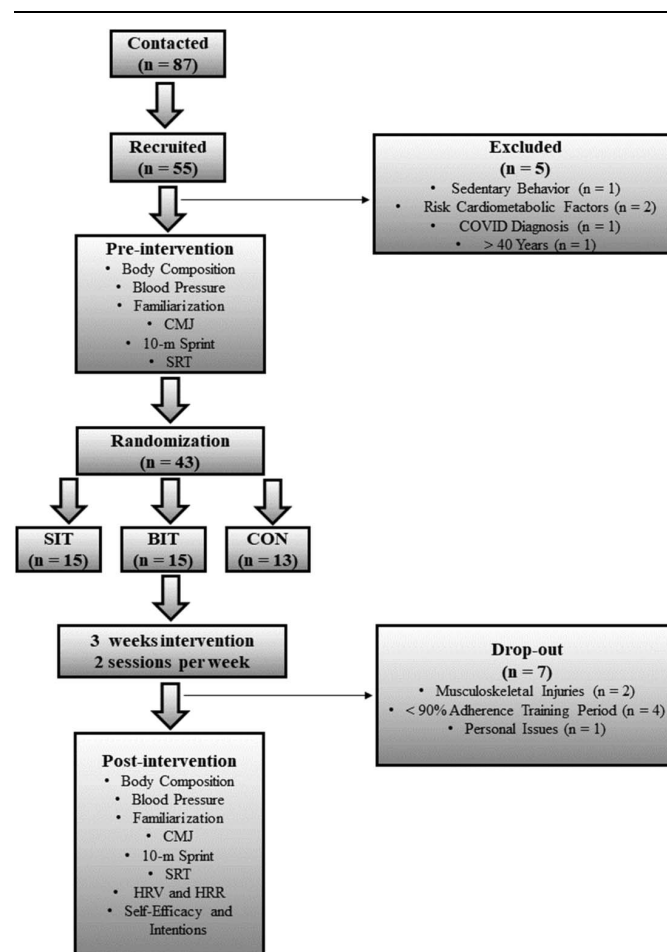 Contacted
(n = 87)
Recruited
(n = 55)
Excluded
(n = 5)
• Sedentary Behavior (n = 1)
• Risk Cardiometabolic Factors (n = 2)
• COVID Diagnosis (n = 1)
• > 40 Years (n = 1)
Pre-intervention
• Body Composition
• Blood Pressure
• Familiarization
• CMJ
• 10-m Sprint
• SRT
Randomization
(n = 43)
SIT
(n = 15)
BIT
(n = 15)
CON
(n = 13)
3 weeks intervention
2 sessions per week
Drop-out
(n = 7)
• Musculoskeletal Injuries (n = 2)
• < 90% Adherence Training Period (n = 4)
• Personal Issues (n = 1)
Post-intervention
• Body Composition
• Blood Pressure
• Familiarization
• CMJ
• 10-m Sprint
• SRT
• HRV and HRR
• Self-Efficacy and
Intentions